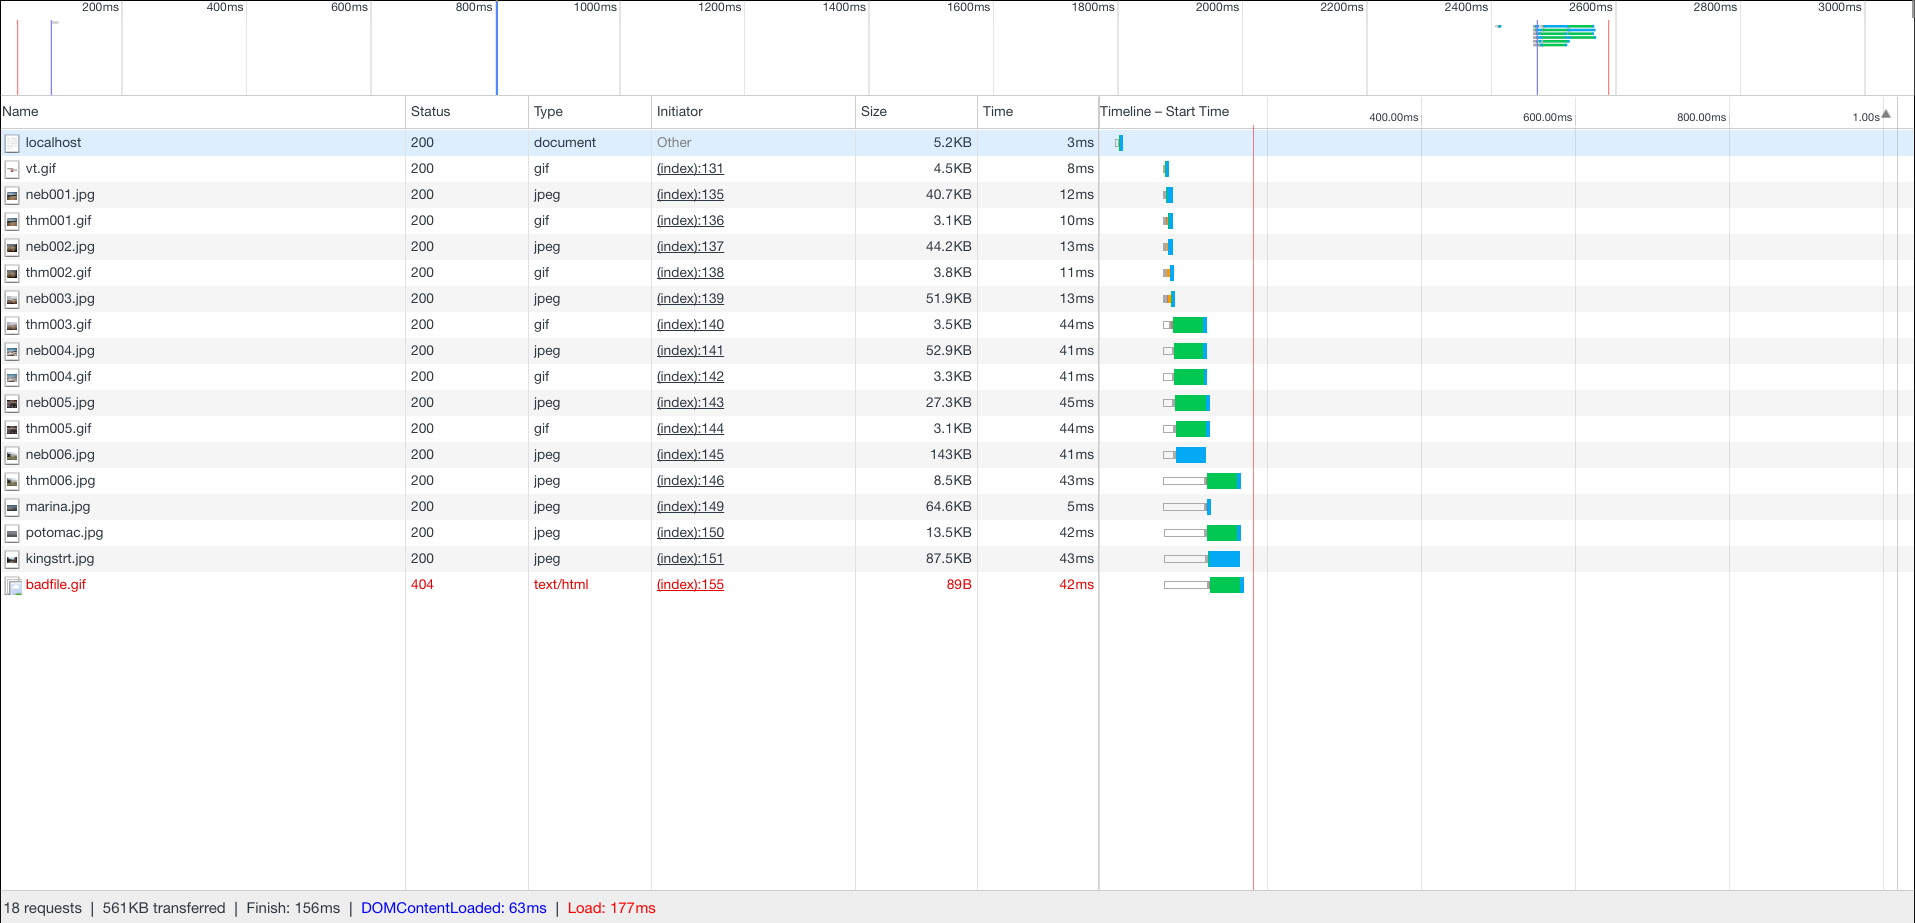 200ms 400ms 600ms 800ms 1000ms 1200ms 1400ms 1600ms 1800ms 2000ms 2200ms 2400ms 2600ms 2800ms 3000ms
Name Status Type Initiator Size Time Timeline – Start Time 400.00ms 600.00ms 800.00ms 1.00s
localhost 200 document Other 5.2KB 3ms
vt.gif 200 gif (index):131 4.5KB 8ms
neb001.jpg 200 jpeg (index):135 40.7KB 12ms
thm001.gif 200 gif (index):136 3.1KB 10ms
neb002.jpg 200 jpeg (index):137 44.2KB 13ms
thm002.gif 200 gif (index):138 3.8KB 11ms
neb003.jpg 200 jpeg (index):139 51.9KB 13ms
thm003.gif 200 gif (index):140 3.5KB 44ms
neb004.jpg 200 jpeg (index):141 52.9KB 41ms
thm004.gif 200 gif (index):142 3.3KB 41ms
neb005.jpg 200 jpeg (index):143 27.3KB 45ms
thm005.gif 200 gif (index):144 3.1KB 44ms
neb006.jpg 200 jpeg (index):145 143KB 41ms
thm006.jpg 200 jpeg (index):146 8.5KB 43ms
marina.jpg 200 jpeg (index):149 64.6KB 5ms
potomac.jpg 200 jpeg (index):150 13.5KB 42ms
kingstrt.jpg 200 jpeg (index):151 87.5KB 43ms
badfile.gif 404 text/html (index):155 89B 42ms
18 requests | 561KB transferred | Finish: 156ms | DOMContentLoaded: 63ms | Load: 177ms